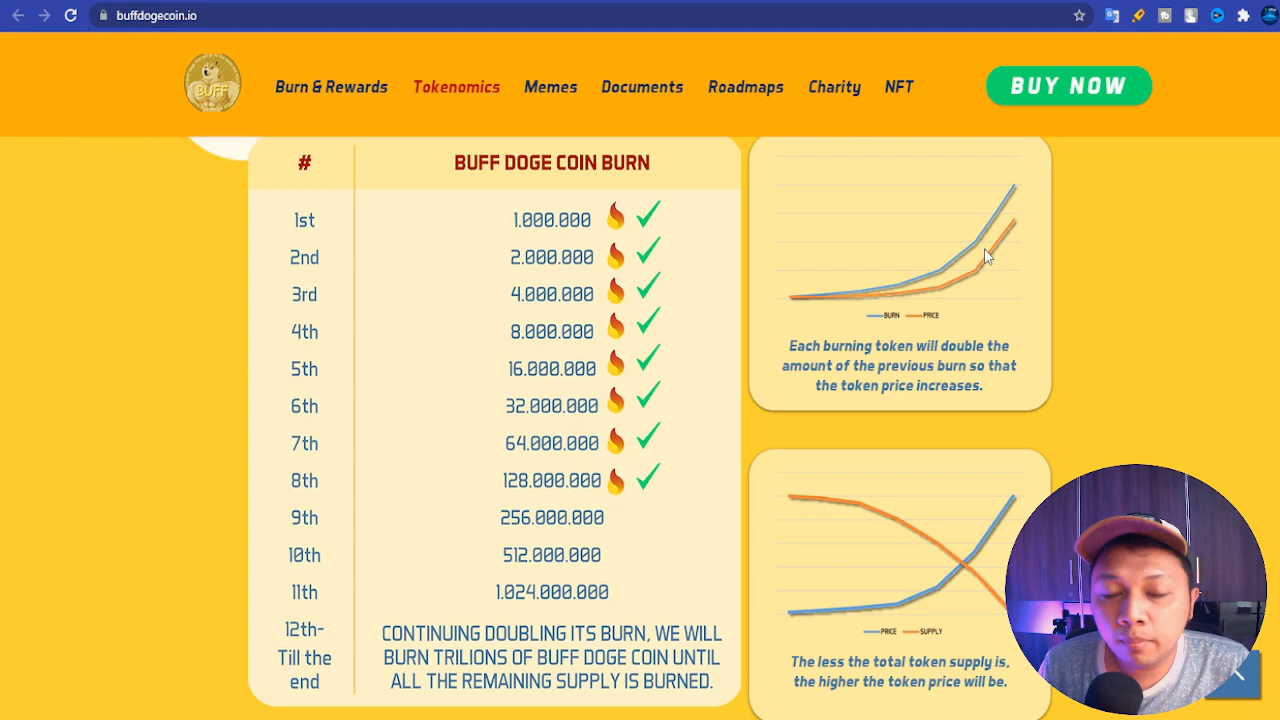 buffdogecoin.io
BUFF
Burn & Rewards Tokenomics Memes Documents Roadmaps Charity NFT
BUY NOW
# BUFF DOGE COIN BURN
1st 1.000.000
2nd 2.000.000
3rd 4.000.000
4th 8.000.000
5th 16.000.000
6th 32.000.000
7th 64.000.000
8th 128.000.000
9th 256.000.000
10th 512.000.000
11th 1.024.000.000
12th-
Till the
end
CONTINUING DOUBLING ITS BURN, WE WILL
BURN TRILIONS OF BUFF DOGE COIN UNTIL
ALL THE REMAINING SUPPLY IS BURNED.
BURN PRICE
Each burning token will double the
amount of the previous burn so that
the token price increases.
PRICE SUPPLY
The less the total token supply is,
the higher the token price will be.